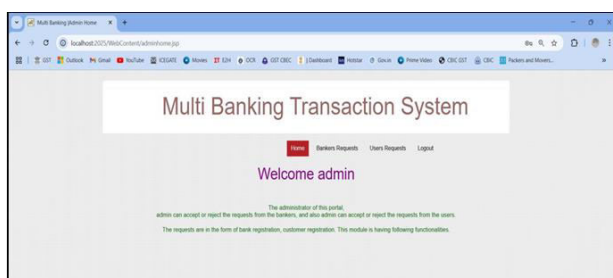 Multi Banking |Admin Home
localhost:2025/WebContent/adminhome.jsp
GST Outlook Gmail YouTube ICEGATE Movies E2H OCR GST CBEC | Dashboard Hotstar Gov.in Prime Video CBIC GST CBIC Packers and Movers...
Multi Banking Transaction System
Home Bankers Requests Users Requests Logout
Welcome admin
The administrator of this portal,
admin can accept or reject the requests from the bankers, and also admin can accept or reject the requests from the users.
The requests are in the form of bank registration, customer registration. This module is having following functionalities.